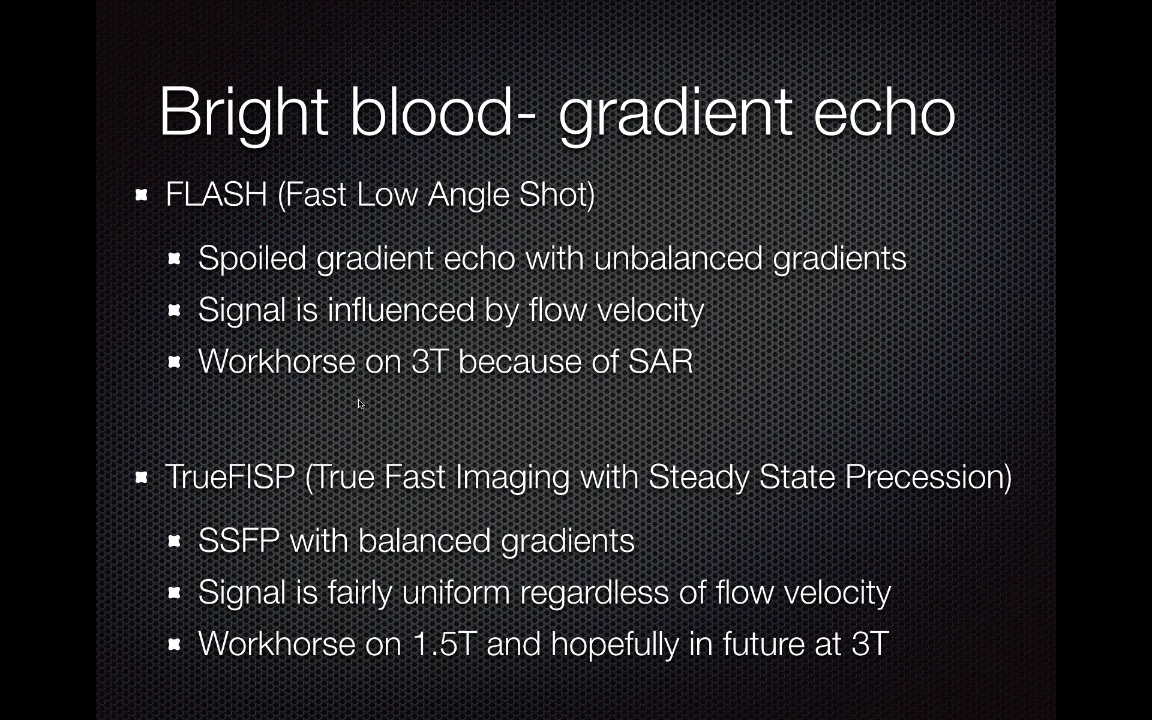 Bright blood- gradient echo
FLASH (Fast Low Angle Shot)
Spoiled gradient echo with unbalanced gradients
Signal is influenced by flow velocity
Workhorse on 3T because of SAR
TrueFISP (True Fast Imaging with Steady State Precession)
SSFP with balanced gradients
Signal is fairly uniform regardless of flow velocity
Workhorse on 1.5T and hopefully in future at 3T